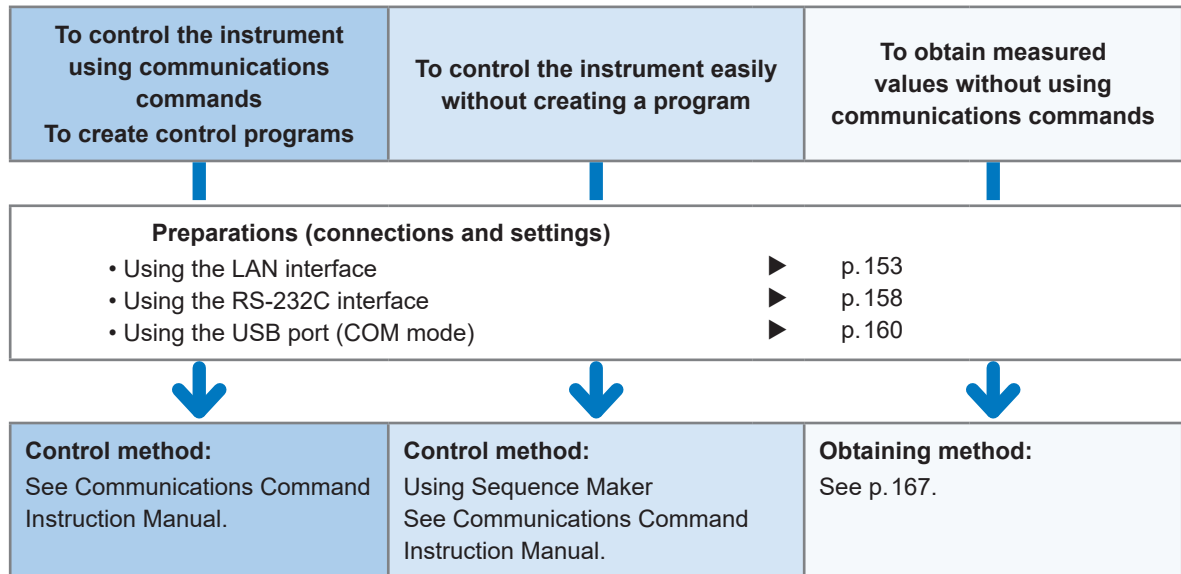 To control the instrument
using communications
commands
To create control programs
To control the instrument easily
without creating a program
To obtain measured
values without using
communications commands
Preparations (connections and settings)
• Using the LAN interface ▶ p.153
• Using the RS-232C interface ▶ p.158
• Using the USB port (COM mode) ▶ p.160
Control method:
See Communications Command
Instruction Manual.
Control method:
Using Sequence Maker
See Communications Command
Instruction Manual.
Obtaining method:
See p.167.